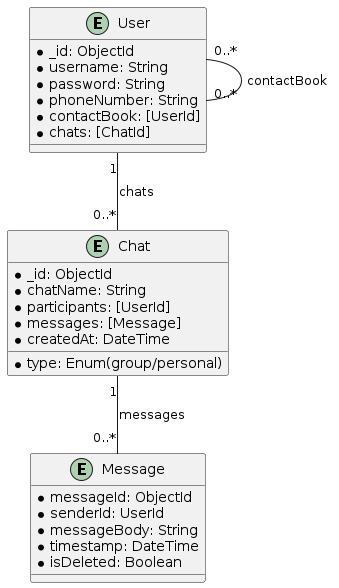 E User
_id: ObjectId
username: String
password: String
phoneNumber: String
contactBook: [UserId]
chats: [ChatId]
0..*
contactBook
0..*
1
chats
0..*
E Chat
_id: ObjectId
chatName: String
participants: [UserId]
messages: [Message]
createdAt: DateTime
type: Enum(group/personal)
1
messages
0..*
E Message
messageId: ObjectId
senderId: UserId
messageBody: String
timestamp: DateTime
isDeleted: Boolean